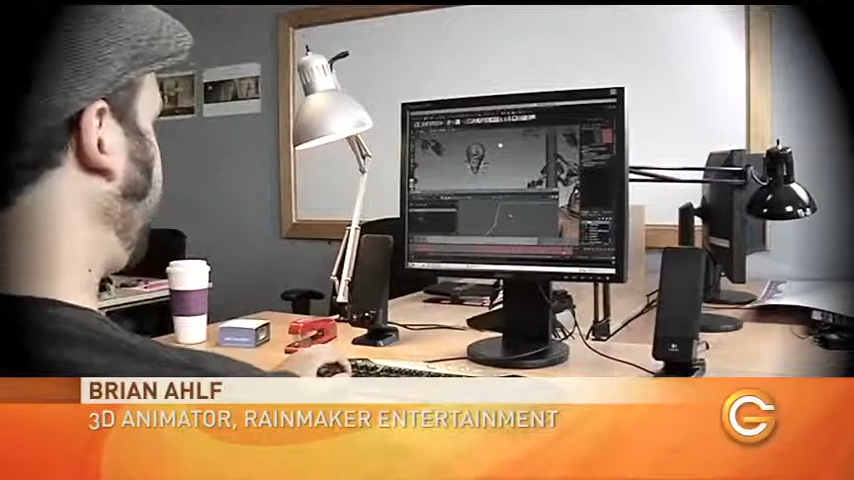 BRIAN AHLF
3D ANIMATOR, RAINMAKER ENTERTAINMENT
G